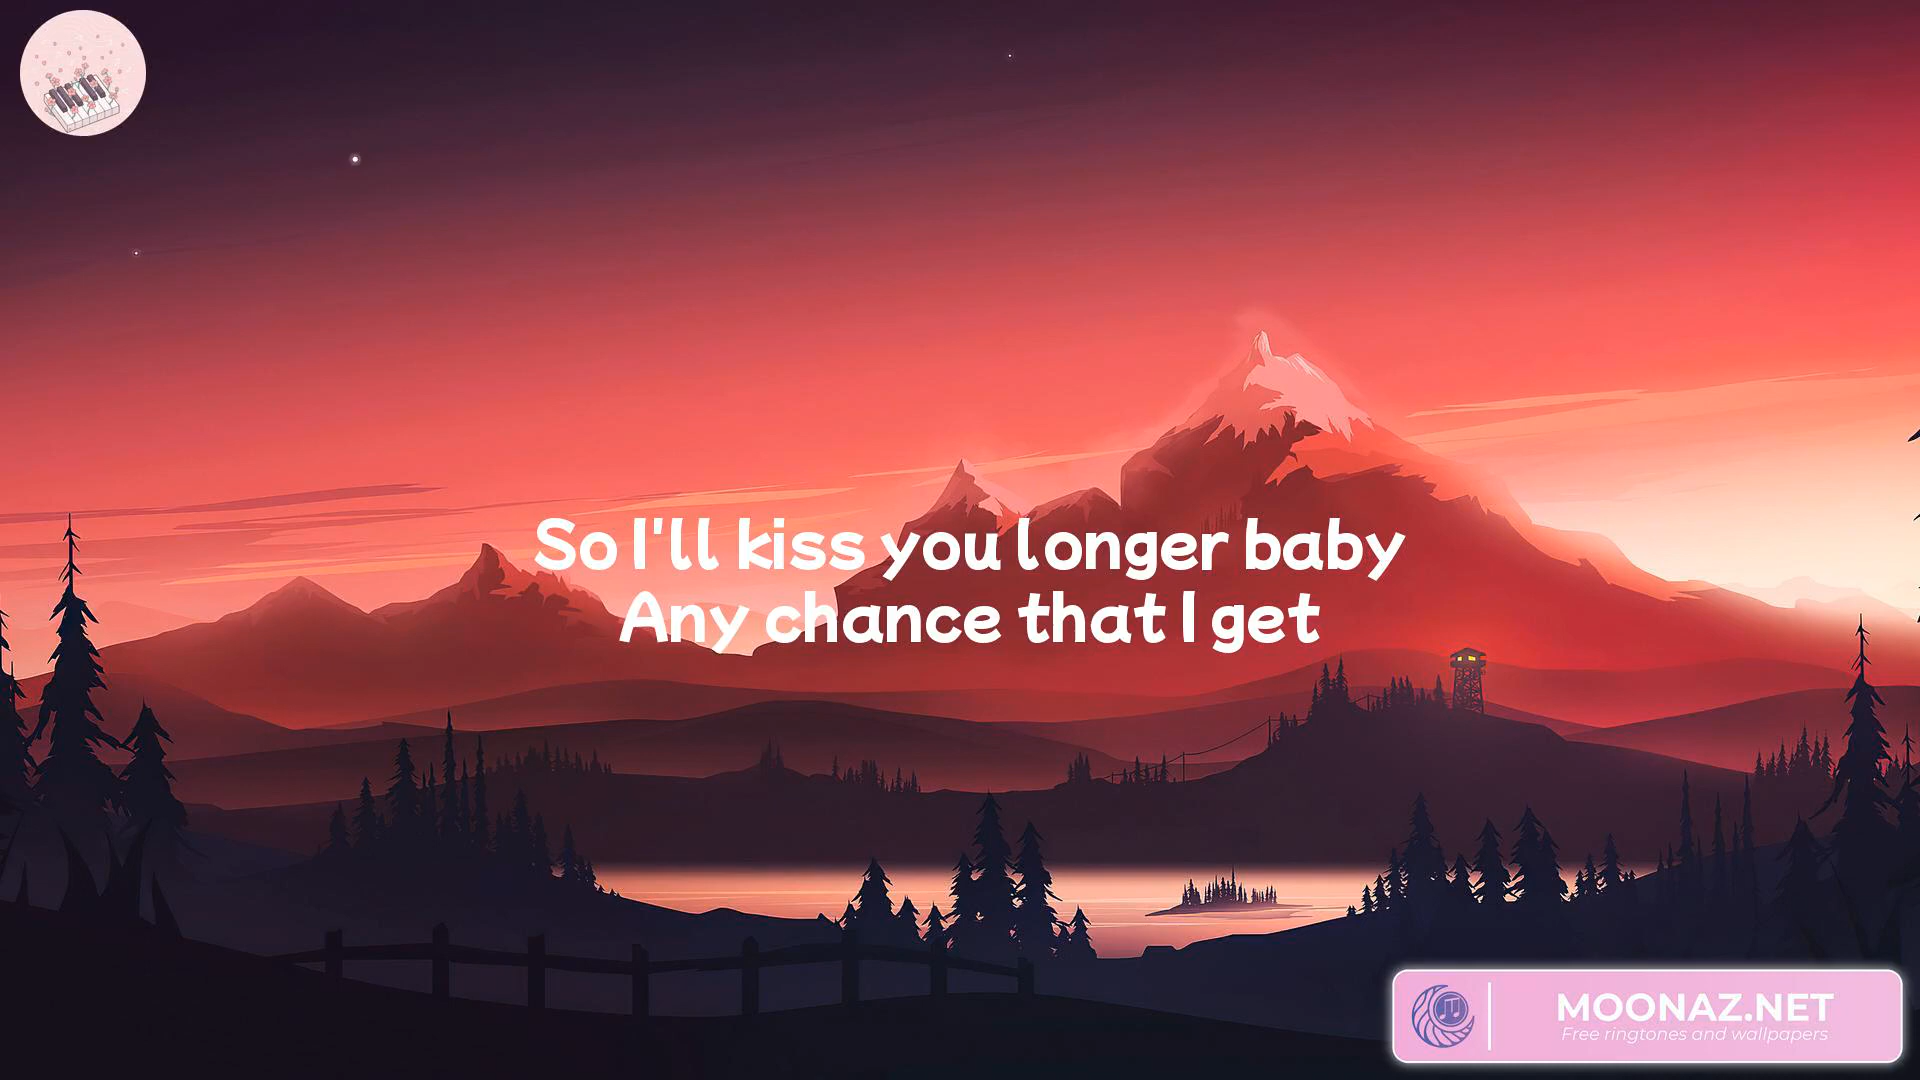 So I'll kiss you longer baby
Any chance that I get
MOONAZ.NET
Free ringtones and wallpapers